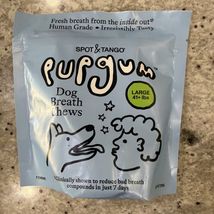 Fresh breath from the inside out
Human Grade • Irresistibly Tasty
SPOT & TANGO
pupgum
Dog
Breath
Chews
LARGE
41+ lbs
Clinically shown to reduce bad breath
compounds in just 7 days